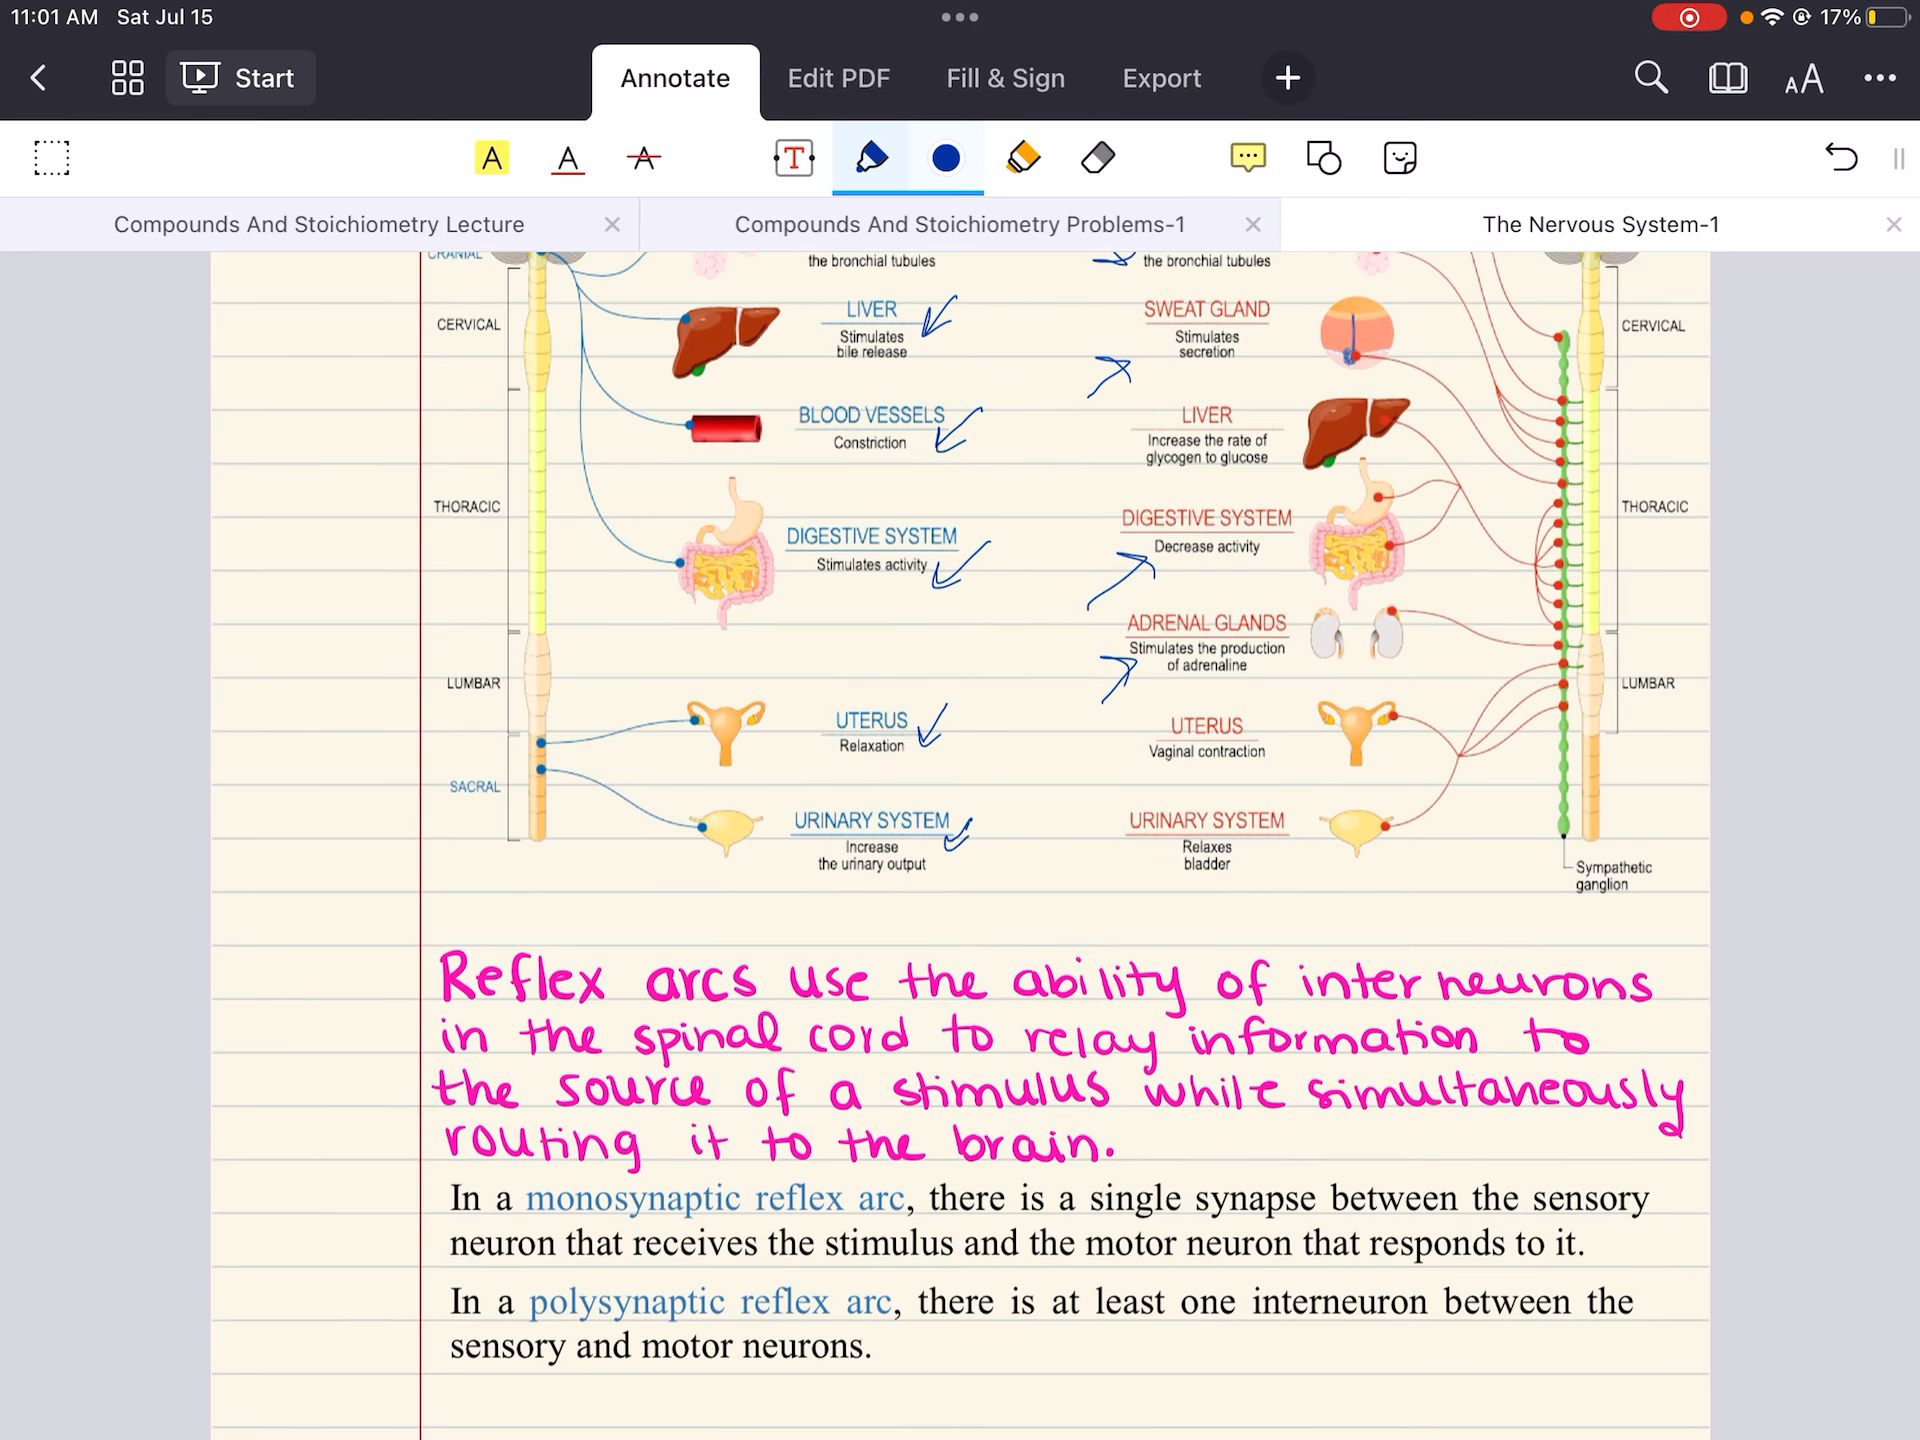 11:01 AM Sat Jul 15
17%
Start
Annotate
Edit PDF
Fill & Sign
Export
Compounds And Stoichiometry Lecture
Compounds And Stoichiometry Problems-1
The Nervous System-1
CRANIAL
the bronchial tubules
the bronchial tubules
CERVICAL
LIVER
Stimulates
bile release
SWEAT GLAND
Stimulates
secretion
CERVICAL
BLOOD VESSELS
Constriction
LIVER
Increase the rate of
glycogen to glucose
THORACIC
DIGESTIVE SYSTEM
Stimulates activity
DIGESTIVE SYSTEM
Decrease activity
THORACIC
ADRENAL GLANDS
Stimulates the production
of adrenaline
LUMBAR
LUMBAR
UTERUS
Relaxation
UTERUS
Vaginal contraction
SACRAL
URINARY SYSTEM
Increase
the urinary output
URINARY SYSTEM
Relaxes
bladder
Sympathetic
ganglion
Reflex arcs use the ability of interneurons
in the spinal cord to relay information to
the source of a stimulus while simultaneously
routing it to the brain.
In a monosynaptic reflex arc, there is a single synapse between the sensory
neuron that receives the stimulus and the motor neuron that responds to it.
In a polysynaptic reflex arc, there is at least one interneuron between the
sensory and motor neurons.